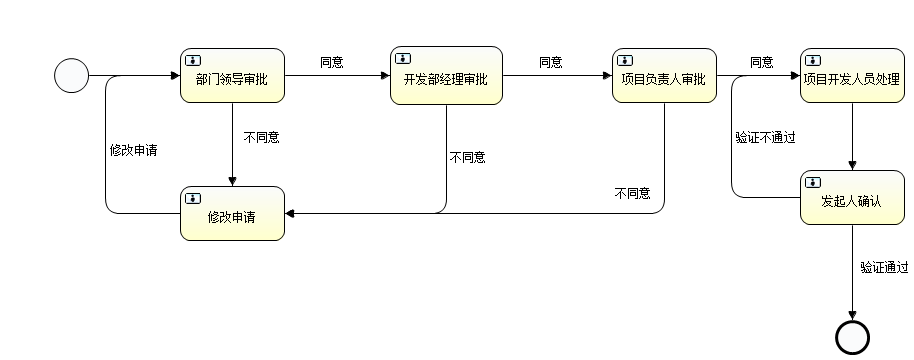 同意
同意
同意
部门领导审批
开发部经理审批
项目负责人审批
项目开发人员处理
不同意
验证不通过
修改申请
不同意
不同意
发起人确认
修改申请
验证通过